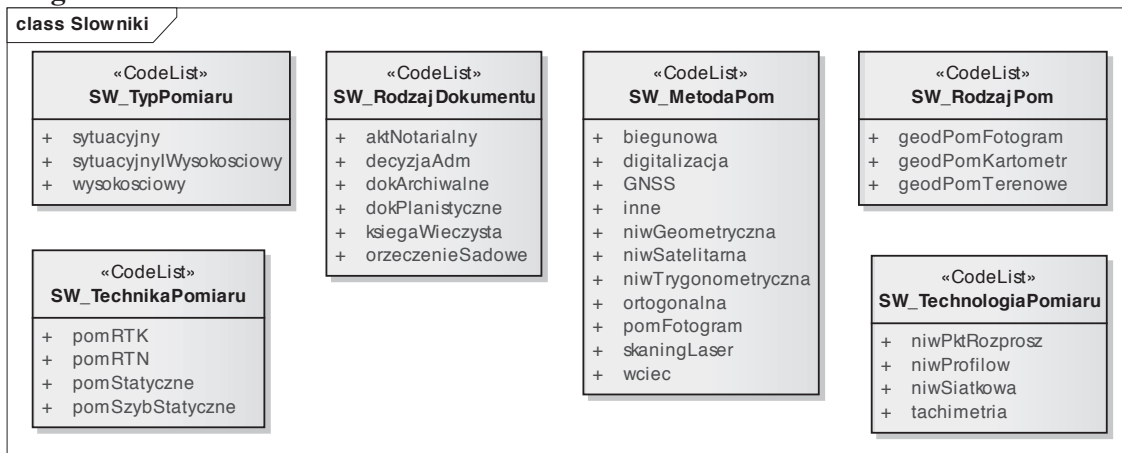 class Slowniki
«CodeList»
SW_TypPomiaru
+ sytuacyjny
+ sytuacyjnyIWysokosciowy
+ wysokosciowy
«CodeList»
SW_RodzajDokumentu
+ aktNotarialny
+ decyzjaAdm
+ dokArchiwalne
+ dokPlanistyczne
+ ksiegaWieczysta
+ orzeczenieSadowe
«CodeList»
SW_MetodaPom
+ biegunowa
+ digitalizacja
+ GNSS
+ inne
+ niwGeometryczna
+ niwSatelitarna
+ niwTrygonometryczna
+ ortogonalna
+ pomFotogram
+ skaningLaser
+ wciec
«CodeList»
SW_RodzajPom
+ geodPomFotogram
+ geodPomKartometr
+ geodPomTerenowe
«CodeList»
SW_TechnikaPomiaru
+ pomRTK
+ pomRTN
+ pomStatyczne
+ pomSzybStatyczne
«CodeList»
SW_TechnologiaPomiaru
+ niwPktRozprosz
+ niwProfilow
+ niwSiatkowa
+ tachimetria